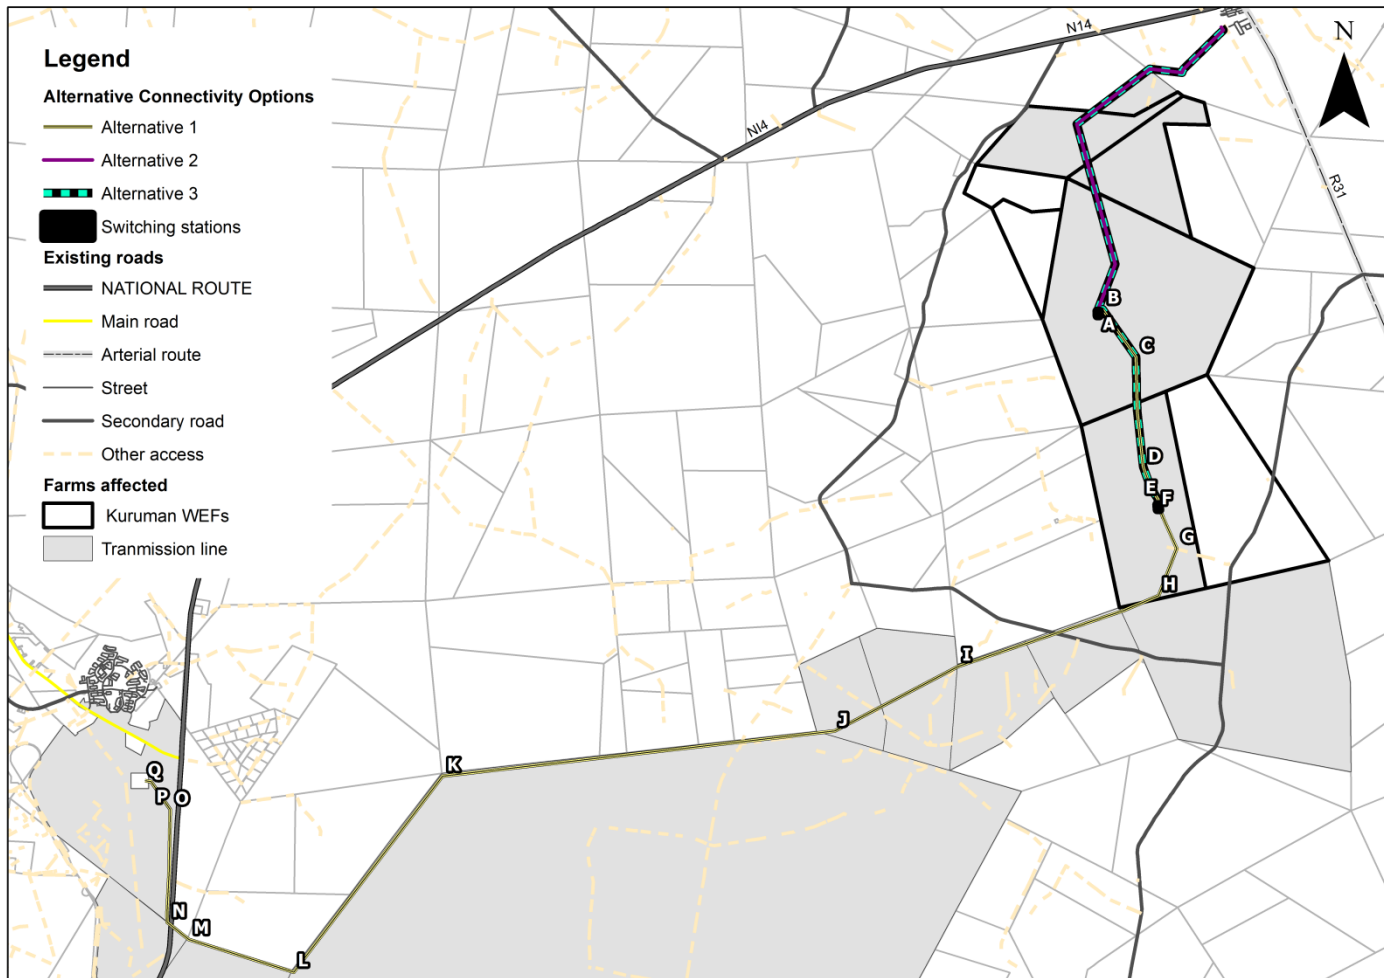 Legend
Alternative Connectivity Options
Alternative 1
Alternative 2
Alternative 3
Switching stations
Existing roads
NATIONAL ROUTE
Main road
Arterial route
Street
Secondary road
Other access
Farms affected
Kuruman WEFs
Tranmission line
N14
N
NI4
R31
B
A
C
D
E
F
G
H
I
J
K
Q
P
O
N
M
L